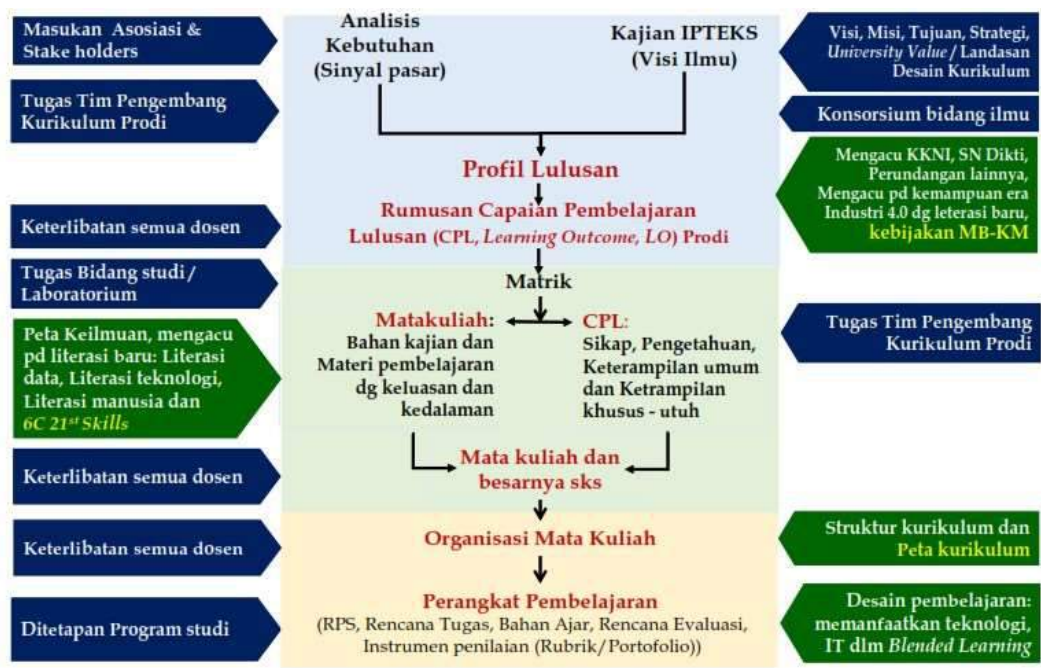 Masukan Asosiasi &
Stake holders
Tugas Tim Pengembang
Kurikulum Prodi
Keterlibatan semua dosen
Tugas Bidang studi/
Laboratorium
Peta Keilmuan, mengacu
pd literasi baru: Literasi
data, Literasi teknologi,
Literasi manusia dan
6C 21st Skills
Keterlibatan semua dosen
Keterlibatan semua dosen
Ditetapan Program studi
Analisis
Kebutuhan
(Sinyal pasar)
Kajian IPTEKS
(Visi Ilmu)
Profil Lulusan
Rumusan Capaian Pembelajaran
Lulusan (CPL, Learning Outcome, LO) Prodi
Matrik
Matakuliah:
Bahan kajian dan
Materi pembelajaran
dg keluasan dan
kedalaman
CPL:
Sikap, Pengetahuan,
Keterampilan umum
dan Ketrampilan
khusus - utuh
Mata kuliah dan
besarnya sks
Organisasi Mata Kuliah
Perangkat Pembelajaran
(RPS, Rencana Tugas, Bahan Ajar, Rencana Evaluasi,
Instrumen penilaian (Rubrik/Portofolio))
Visi, Misi, Tujuan, Strategi,
University Value / Landasan
Desain Kurikulum
Konsorsium bidang ilmu
Mengacu KKNI, SN Dikti,
Perundangan lainnya,
Mengacu pd kemampuan era
Industri 4.0 dg leterasi baru,
kebijakan MB-KM
Tugas Tim Pengembang
Kurikulum Prodi
Struktur kurikulum dan
Peta kurikulum
Desain pembelajaran:
memanfaatkan teknologi,
IT dlm Blended Learning